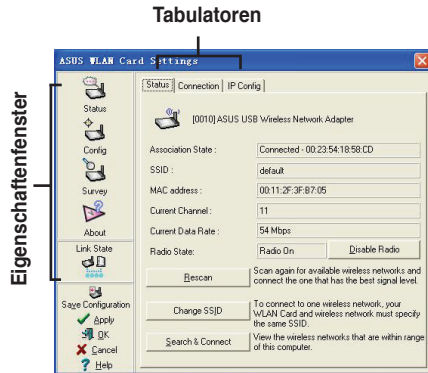 Tabulatoren
Eigenschaftenfenster
ASUS WLAN Card Settings
Status
Config
Survey
About
Link State
Save Configuration
Apply
OK
Cancel
Help
Status Connection IP Config
[0010] ASUS USB Wireless Network Adapter
Association State : Connected - 00:23:54:18:58:CD
SSID : default
MAC address : 00:11:2F:3F:B7:05
Current Channel : 11
Current Data Rate : 54 Mbps
Radio State: Radio On Disable Radio
Rescan
Scan again for available wireless networks and
connect the one that has the best signal level.
Change SSID
To connect to one wireless network, your
WLAN Card and wireless network must specify
the same SSID.
Search & Connect
View the wireless networks that are within range
of this computer.